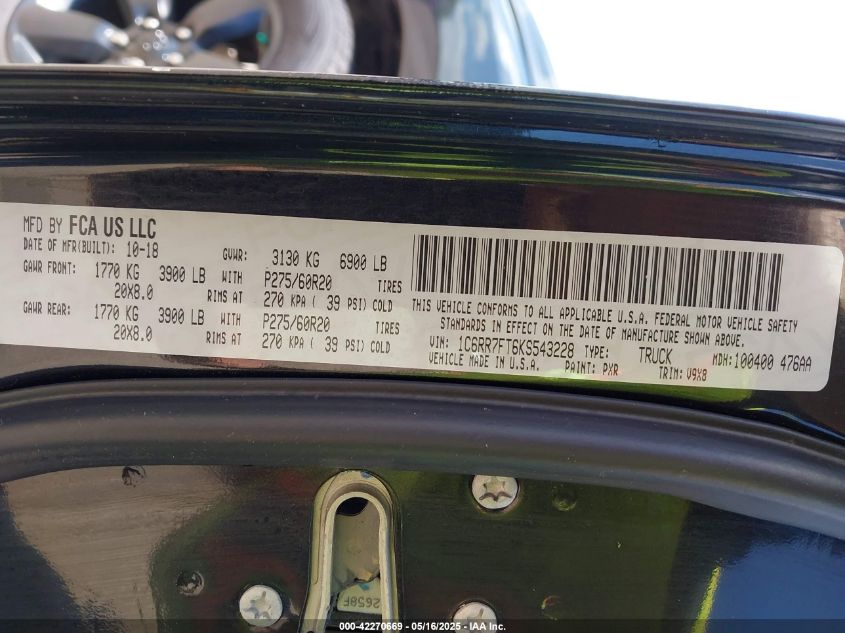 MFD BY FCA US LLC
DATE OF MFR(BUILT): 10-18 GVWR: 3130 KG 6900 LB
GAWR FRONT: 1770 KG 3900 LB WITH P275/60R20 TIRES
20X8.0 RIMS AT 270 KPA ( 39 PSI) COLD
GAWR REAR: 1770 KG 3900 LB WITH P275/60R20 TIRES
20X8.0 RIMS AT 270 KPA ( 39 PSI) COLD
THIS VEHICLE CONFORMS TO ALL APPLICABLE U.S.A. FEDERAL MOTOR VEHICLE SAFETY
STANDARDS IN EFFECT ON THE DATE OF MANUFACTURE SHOWN ABOVE.
VIN: 1C6RR7FT6KS543228 TYPE: TRUCK MDH:100400 476AA
VEHICLE MADE IN U.S.A. PAINT: PXR TRIM: V9X8
2658F
000-42270669 - 05/16/2025 - IAA Inc.